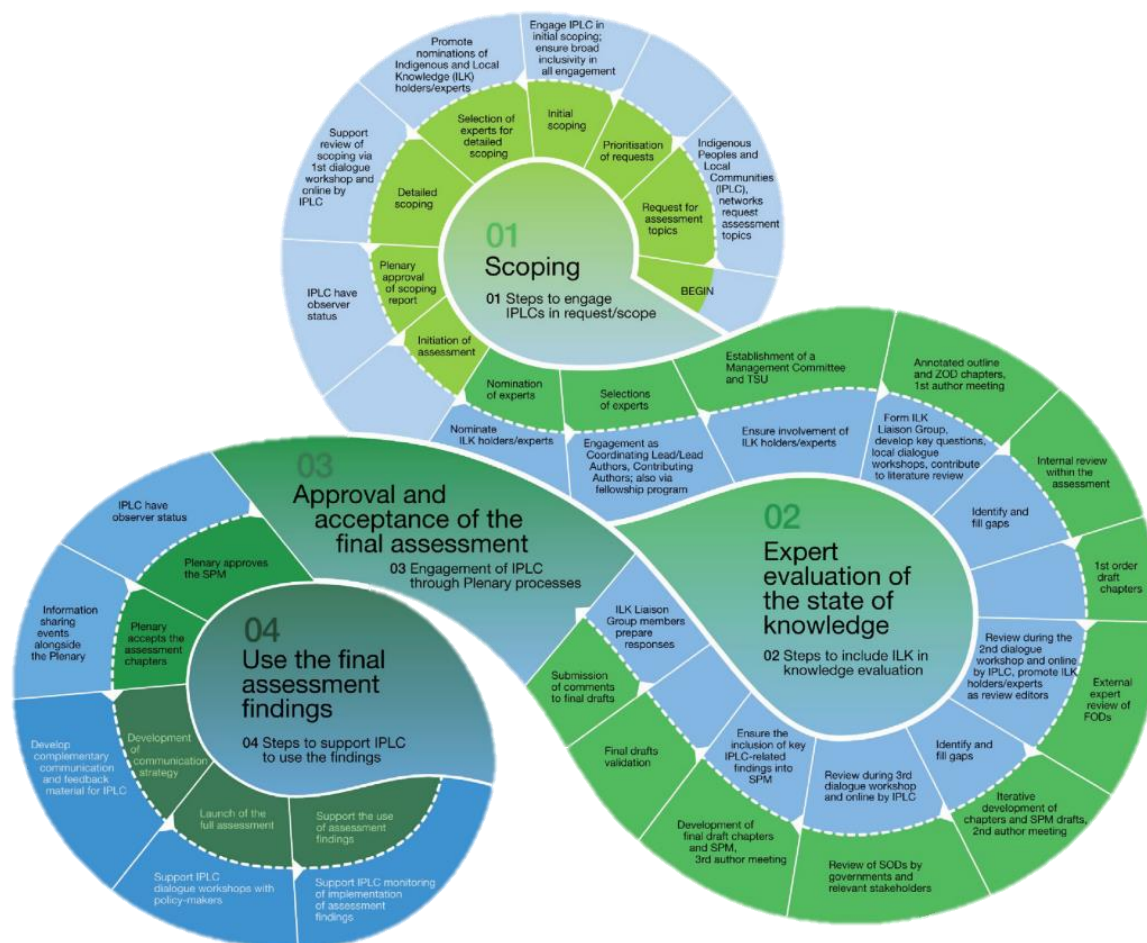 01
Scoping
01 Steps to engage
IPLCs in request/scope
BEGIN
Request for
assessment
topics
Indigenous
Peoples and
Local
Communities
(IPLC),
networks
request
assessment
topics
Prioritisation
of requests
Initial
scoping
Engage IPLC in
initial scoping;
ensure broad
inclusivity in
all engagement
Selection of
experts for
detailed
scoping
Promote
nominations of
Indigenous and Local
Knowledge (ILK)
holders/experts
Detailed
scoping
Support
review of
scoping via
1st dialogue
workshop and
online by
IPLC
Plenary
approval
of scoping
report
IPLC have
observer
status
Initiation of
assessment
Nomination
of experts
Nominate
ILK holders/experts
Selections
of experts
Engagement as
Coordinating Lead/Lead
Authors, Contributing
Authors; also via
fellowship program
Establishment of a
Management Committee
and TSU
Ensure involvement of
ILK holders/experts
Annotated outline
and ZOD chapters,
1st author meeting
Form ILK
Liaison Group,
develop key questions,
local dialogue
workshops, contribute
to literature review
Internal review
within the
assessment
Identify and
fill gaps
1st order
draft
chapters
02
Expert
evaluation of
the state of
knowledge
02 Steps to include ILK in
knowledge evaluation
External
expert
review of
FODs
Review during the
2nd dialogue
workshop and online
by IPLC, promote ILK
holders/experts
as review editors
Iterative
development of
chapters and SPM drafts,
2nd author meeting
Identify and
fill gaps
Review of SODs by
governments and
relevant stakeholders
Review during 3rd
dialogue workshop
and online by IPLC
Development of
final draft chapters
and SPM,
3rd author meeting
Ensure the
inclusion of key
IPLC-related
findings into
SPM
Final drafts
validation
Submission
of comments
to final drafts
ILK Liaison
Group members
prepare
responses
03
Approval and
acceptance of the
final assessment
03 Engagement of IPLC
through Plenary processes
Plenary approves
the SPM
IPLC have
observer status
Plenary
accepts the
assessment
chapters
Information
sharing
events
alongside
the Plenary
04
Use the final
assessment
findings
04 Steps to support IPLC
to use the findings
Development
of
communication
atrategy
Develop
complementary
communication
and feedback
material for IPLC
Launch of the
full assessment
Support IPLC
dialogue workshops with
policy-makers
Support the use
of assessment
findings
Support IPLC monitoring
of implementation
of assessment
findings